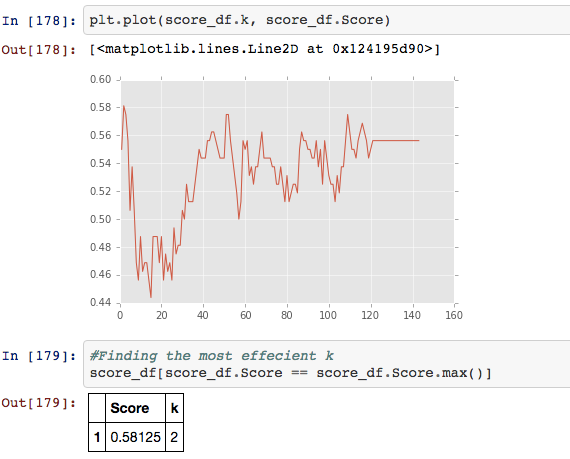 In [178]: plt.plot(score_df.k, score_df.Score)
Out[178]: [<matplotlib.lines.Line2D at 0x124195d90>]
0.60
0.58
0.56
0.54
0.52
0.50
0.48
0.46
0.44
0 20 40 60 80 100 120 140 160
In [179]: #Finding the most effecient k
score_df[score_df.Score == score_df.Score.max()]
Out[179]:
Score k
1 0.58125 2